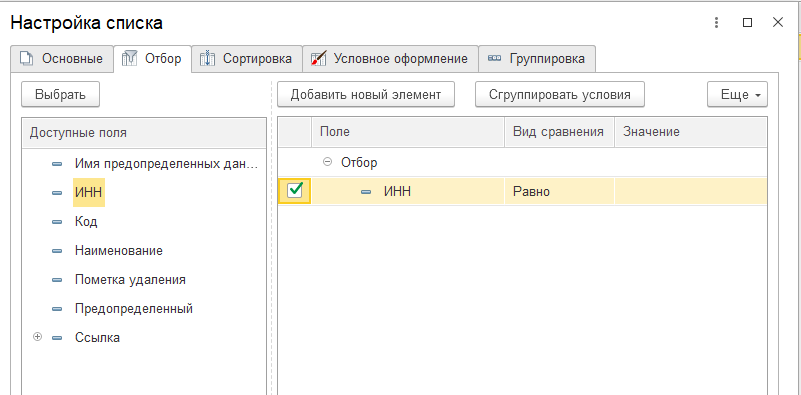 Настройка списка
Основные Отбор Сортировка Условное оформление Группировка
Выбрать Добавить новый элемент Сгруппировать условия Еще
Доступные поля Поле Вид сравнения Значение
Имя предопределенных дан... Отбор
ИНН ИНН Равно
Код
Наименование
Пометка удаления
Предопределенный
Ссылка